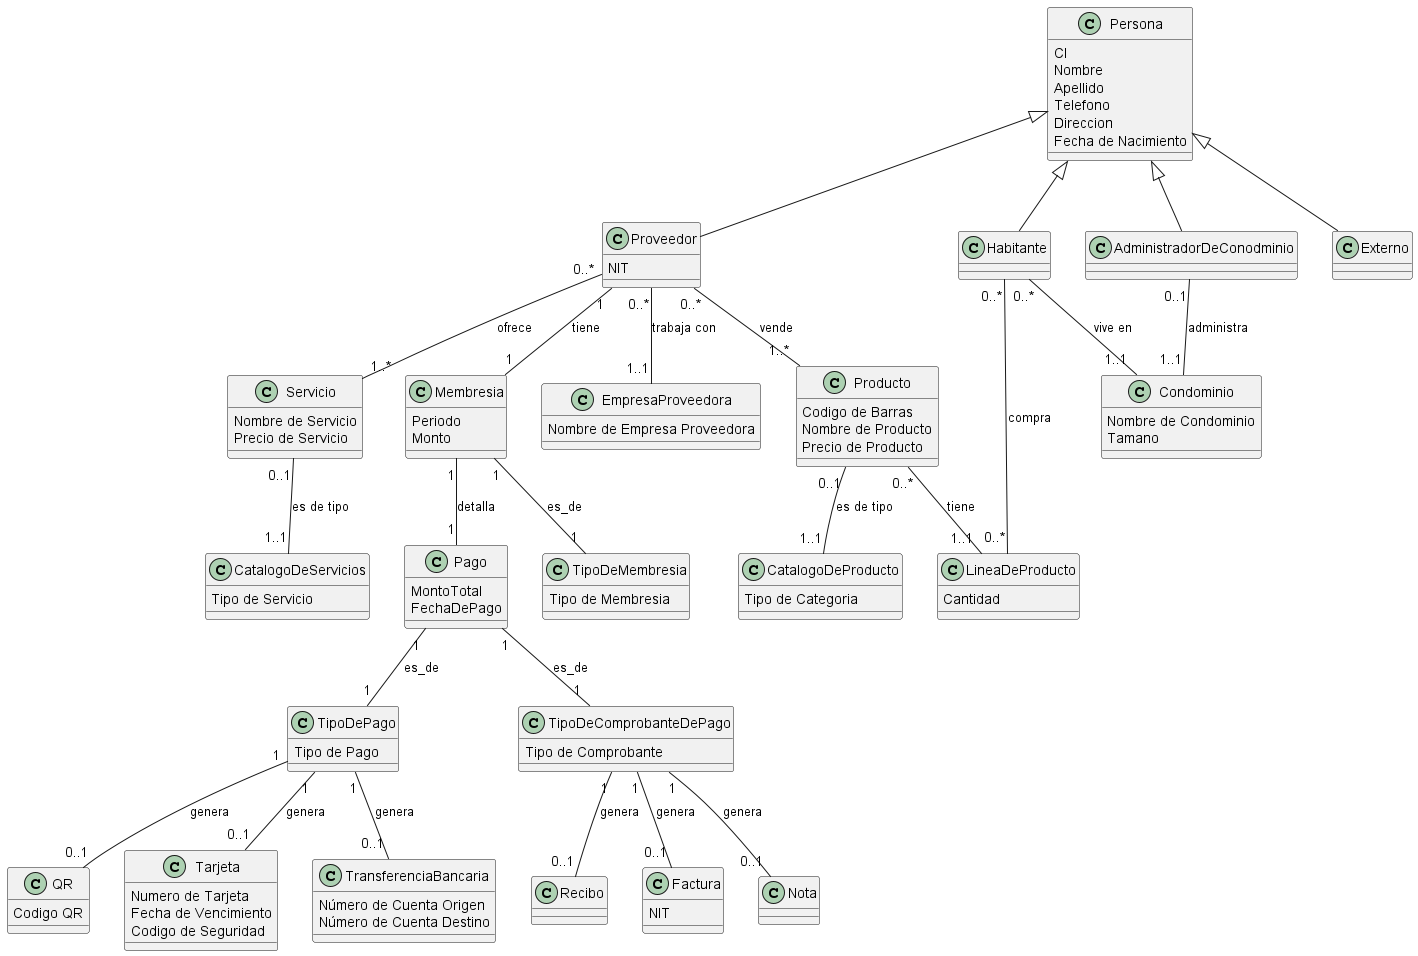 C Persona
CI
Nombre
Apellido
Telefono
Direccion
Fecha de Nacimiento
C Proveedor
NIT
C Habitante
C AdministradorDeConodminio
C Externo
0..*
1
0..*
0..*
0..*
0..*
0..1
ofrece
tiene
trabaja con
vende
vive en
administra
1..*
1
1..1
1..*
1..1
1..1
C Servicio
Nombre de Servicio
Precio de Servicio
C Membresia
Periodo
Monto
C EmpresaProveedora
Nombre de Empresa Proveedora
C Producto
Codigo de Barras
Nombre de Producto
Precio de Producto
C Condominio
Nombre de Condominio
Tamano
compra
0..1
1
1
0..1
0..*
es de tipo
detalla
es_de
es de tipo
tiene
1..1
1
1
1..1
1..1
0..*
C CatalogoDeServicios
Tipo de Servicio
C Pago
MontoTotal
FechaDePago
C TipoDeMembresia
Tipo de Membresia
C CatalogoDeProducto
Tipo de Categoria
C LineaDeProducto
Cantidad
1
1
es_de
es_de
1
1
C TipoDePago
Tipo de Pago
C TipoDeComprobanteDePago
Tipo de Comprobante
1
1
1
1
1
1
genera
genera
genera
genera
genera
genera
0..1
0..1
0..1
0..1
0..1
0..1
C QR
Codigo QR
C Tarjeta
Numero de Tarjeta
Fecha de Vencimiento
Codigo de Seguridad
C TransferenciaBancaria
Número de Cuenta Origen
Número de Cuenta Destino
C Recibo
C Factura
NIT
C Nota